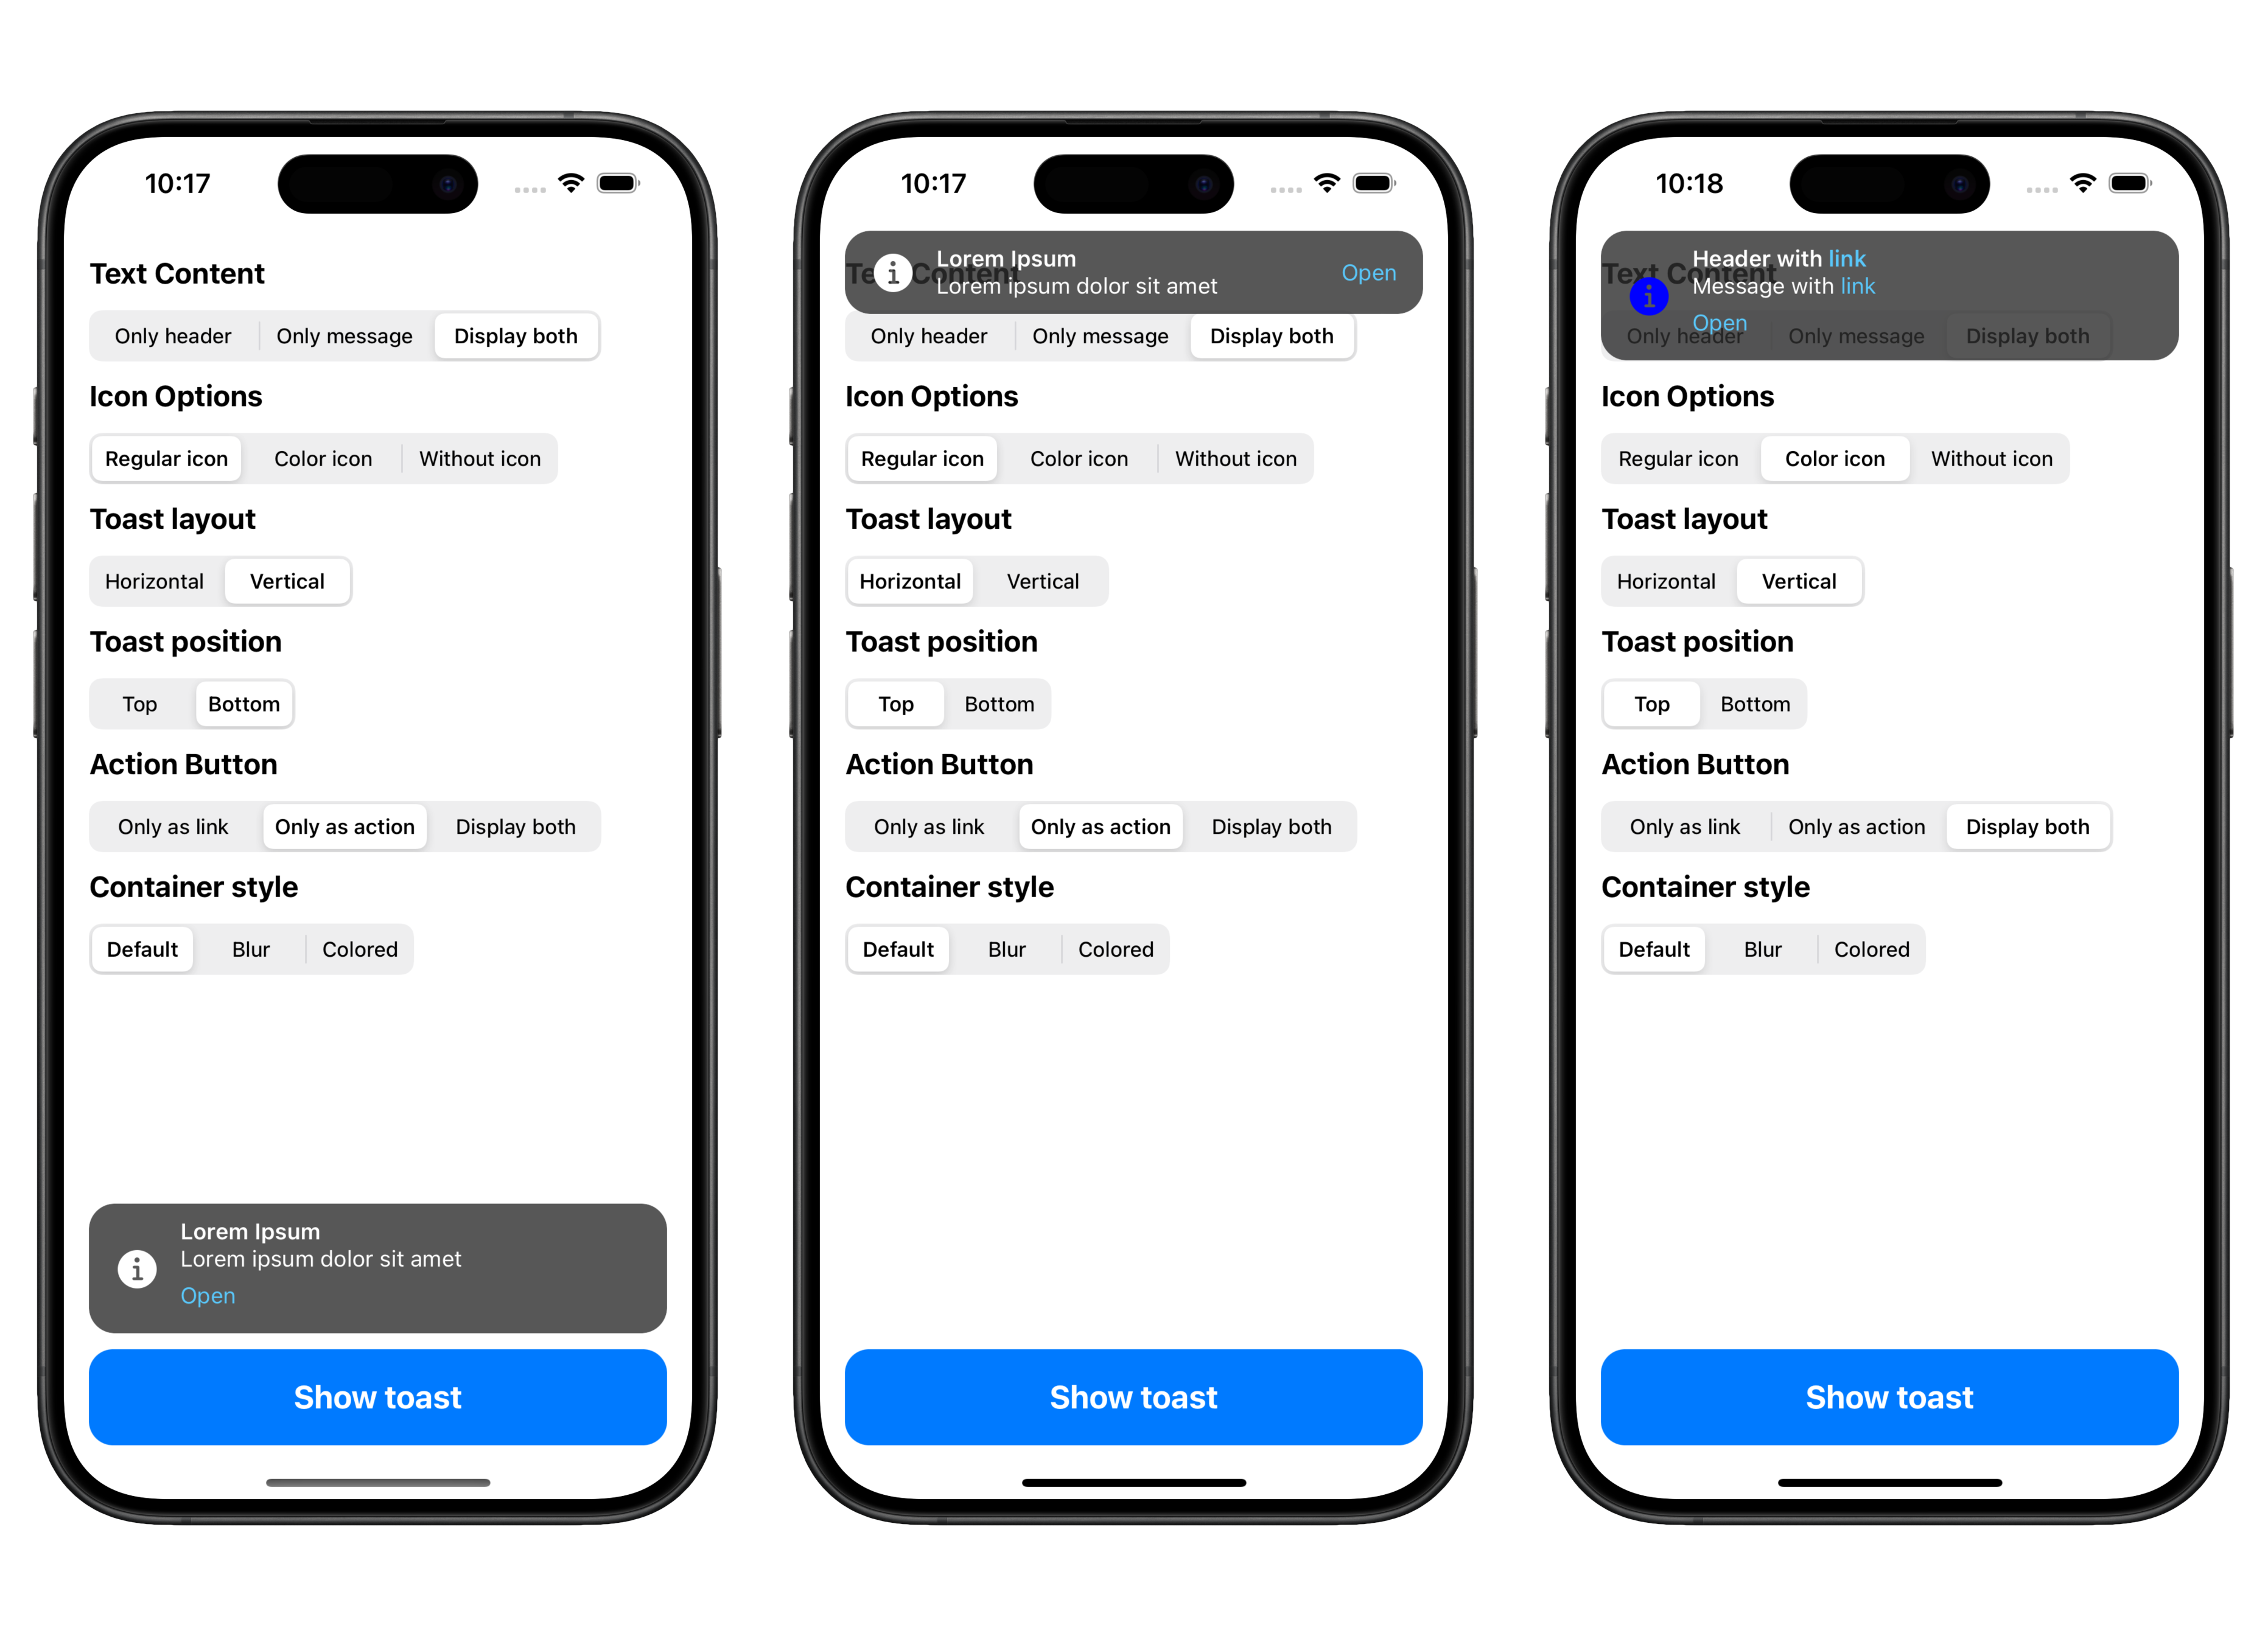 10:17
Text Content
Only header Only message Display both
Icon Options
Regular icon Color icon Without icon
Toast layout
Horizontal Vertical
Toast position
Top Bottom
Action Button
Only as link Only as action Display both
Container style
Default Blur Colored
Lorem Ipsum
Lorem ipsum dolor sit amet
Open
Show toast
10:17
Lorem Ipsum
Text Content
Lorem ipsum dolor sit amet
Open
Only header Only message Display both
Icon Options
Regular icon Color icon Without icon
Toast layout
Horizontal Vertical
Toast position
Top Bottom
Action Button
Only as link Only as action Display both
Container style
Default Blur Colored
Show toast
10:18
Header with link
Text Content
Message with link
Open
Only header Only message Display both
Icon Options
Regular icon Color icon Without icon
Toast layout
Horizontal Vertical
Toast position
Top Bottom
Action Button
Only as link Only as action Display both
Container style
Default Blur Colored
Show toast